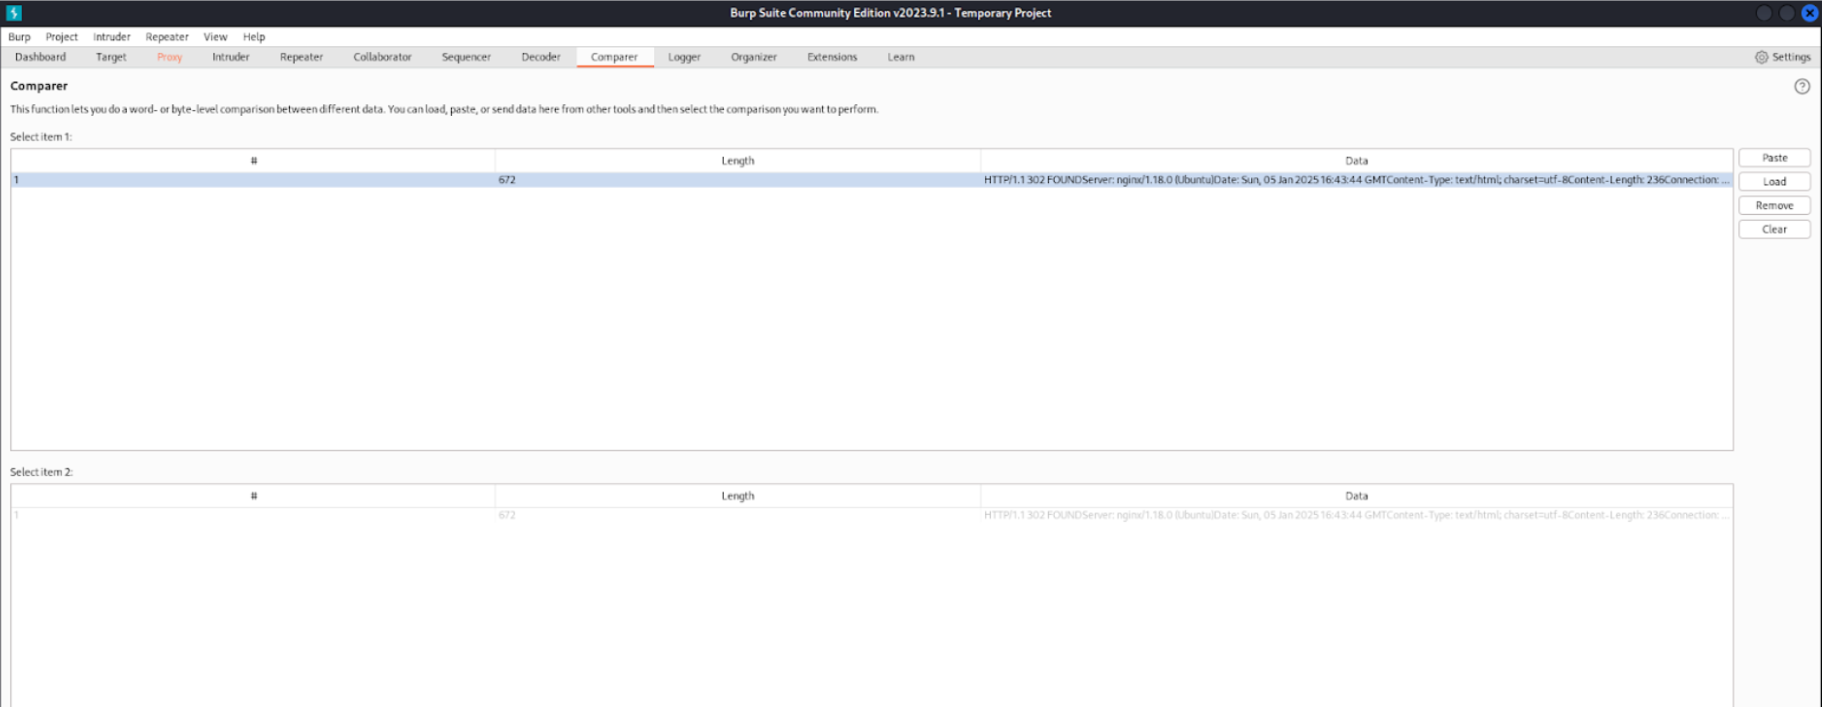 Burp Suite Community Edition v2023.9.1 - Temporary Project
Burp Project Intruder Repeater View Help
Dashboard Target Proxy Intruder Repeater Collaborator Sequencer Decoder Comparer Logger Organizer Extensions Learn Settings
Comparer
?
This function lets you do a word- or byte-level comparison between different data. You can load, paste, or send data here from other tools and then select the comparison you want to perform.
Select item 1:
# Length Data
Paste
1 672 HTTP/1.1 302 FOUNDServer: nginx/1.18.0 (Ubuntu)Date: Sun, 05 Jan 2025 16:43:44 GMTContent-Type: text/html; charset=utf-8Content-Length: 236Connection: ...
Load
Remove
Clear
Select item 2:
# Length Data
1 672 HTTP/1.1 302 FOUNDServer: nginx/1.18.0 (Ubuntu)Date: Sun, 05 Jan 2025 16:43:44 GMTContent-Type: text/html; charset=utf-8Content-Length: 236Connection: ...